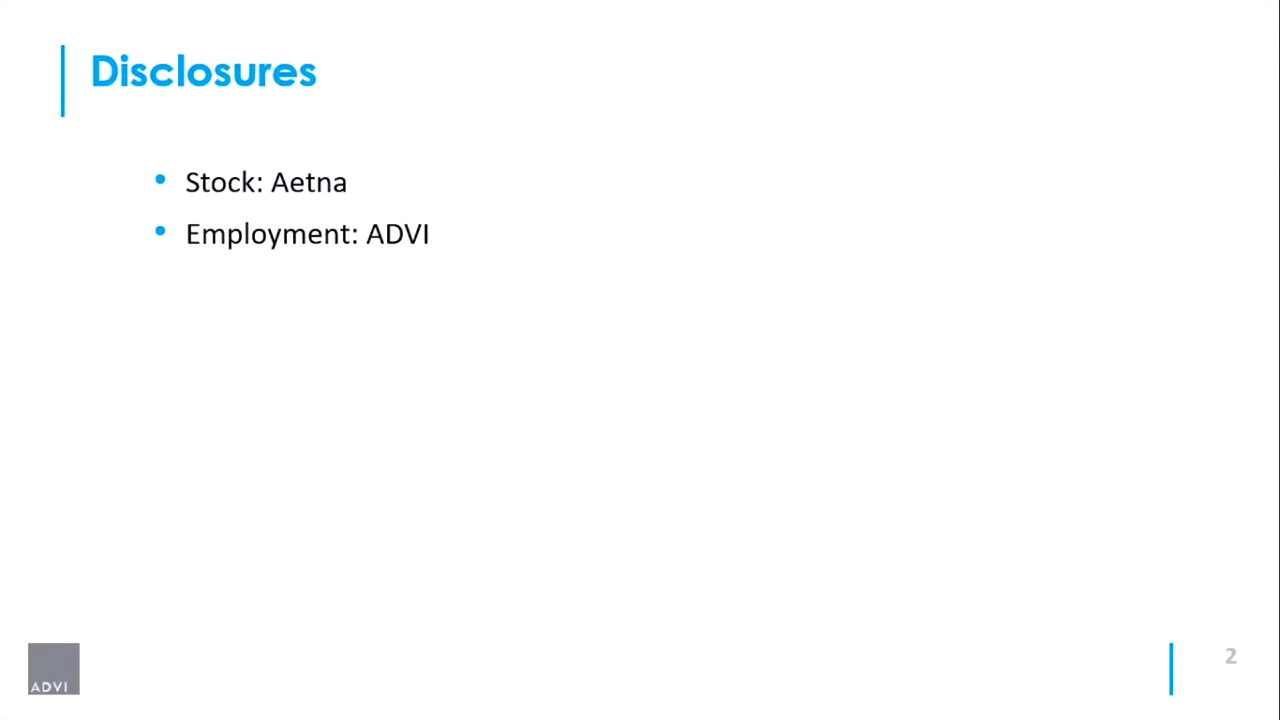 Disclosures
• Stock: Aetna
• Employment: ADVI
ADVI
2